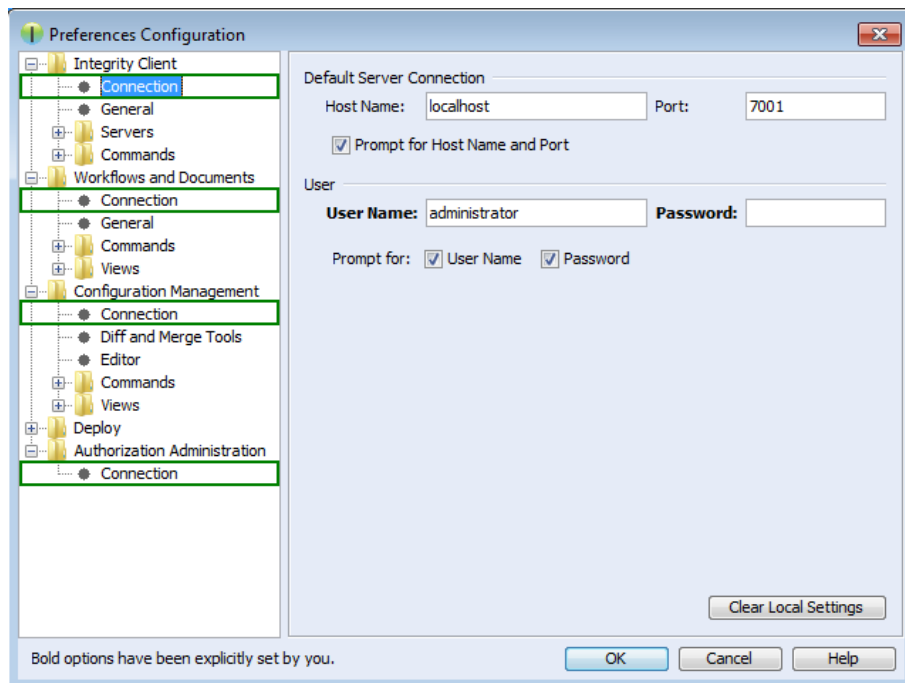 Preferences Configuration
Integrity Client
Connection
General
Servers
Commands
Workflows and Documents
Connection
General
Commands
Views
Configuration Management
Connection
Diff and Merge Tools
Editor
Commands
Views
Deploy
Authorization Administration
Connection
Default Server Connection
Host Name: localhost Port: 7001
Prompt for Host Name and Port
User
User Name: administrator Password:
Prompt for: User Name Password
Clear Local Settings
Bold options have been explicitly set by you. OK Cancel Help